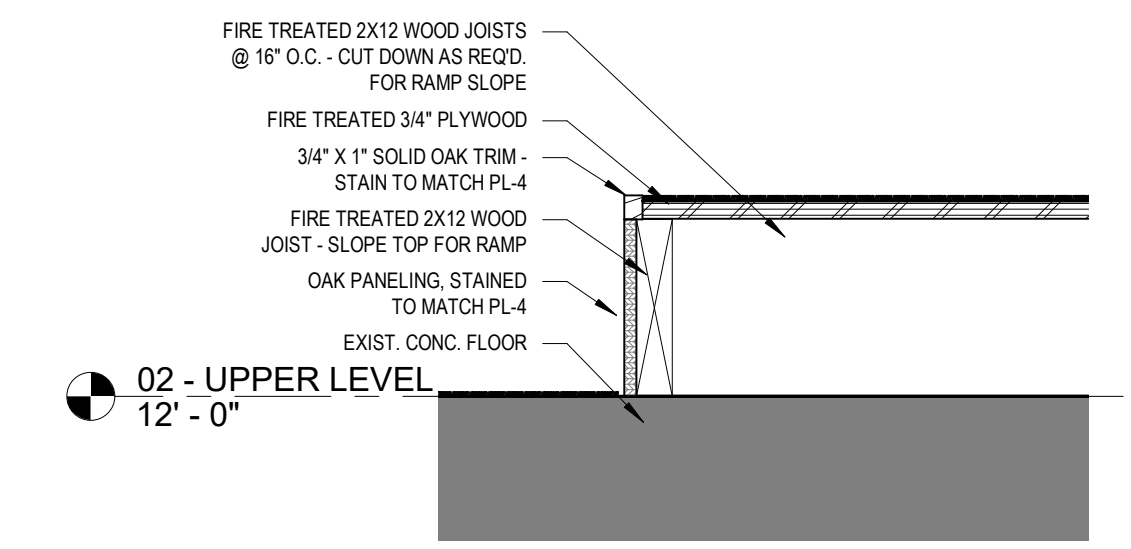 FIRE TREATED 2X12 WOOD JOISTS
@ 16" O.C. - CUT DOWN AS REQ'D.
FOR RAMP SLOPE
FIRE TREATED 3/4" PLYWOOD
3/4" X 1" SOLID OAK TRIM -
STAIN TO MATCH PL-4
FIRE TREATED 2X12 WOOD
JOIST - SLOPE TOP FOR RAMP
OAK PANELING, STAINED
TO MATCH PL-4
EXIST. CONC. FLOOR
02 - UPPER LEVEL
12' - 0"